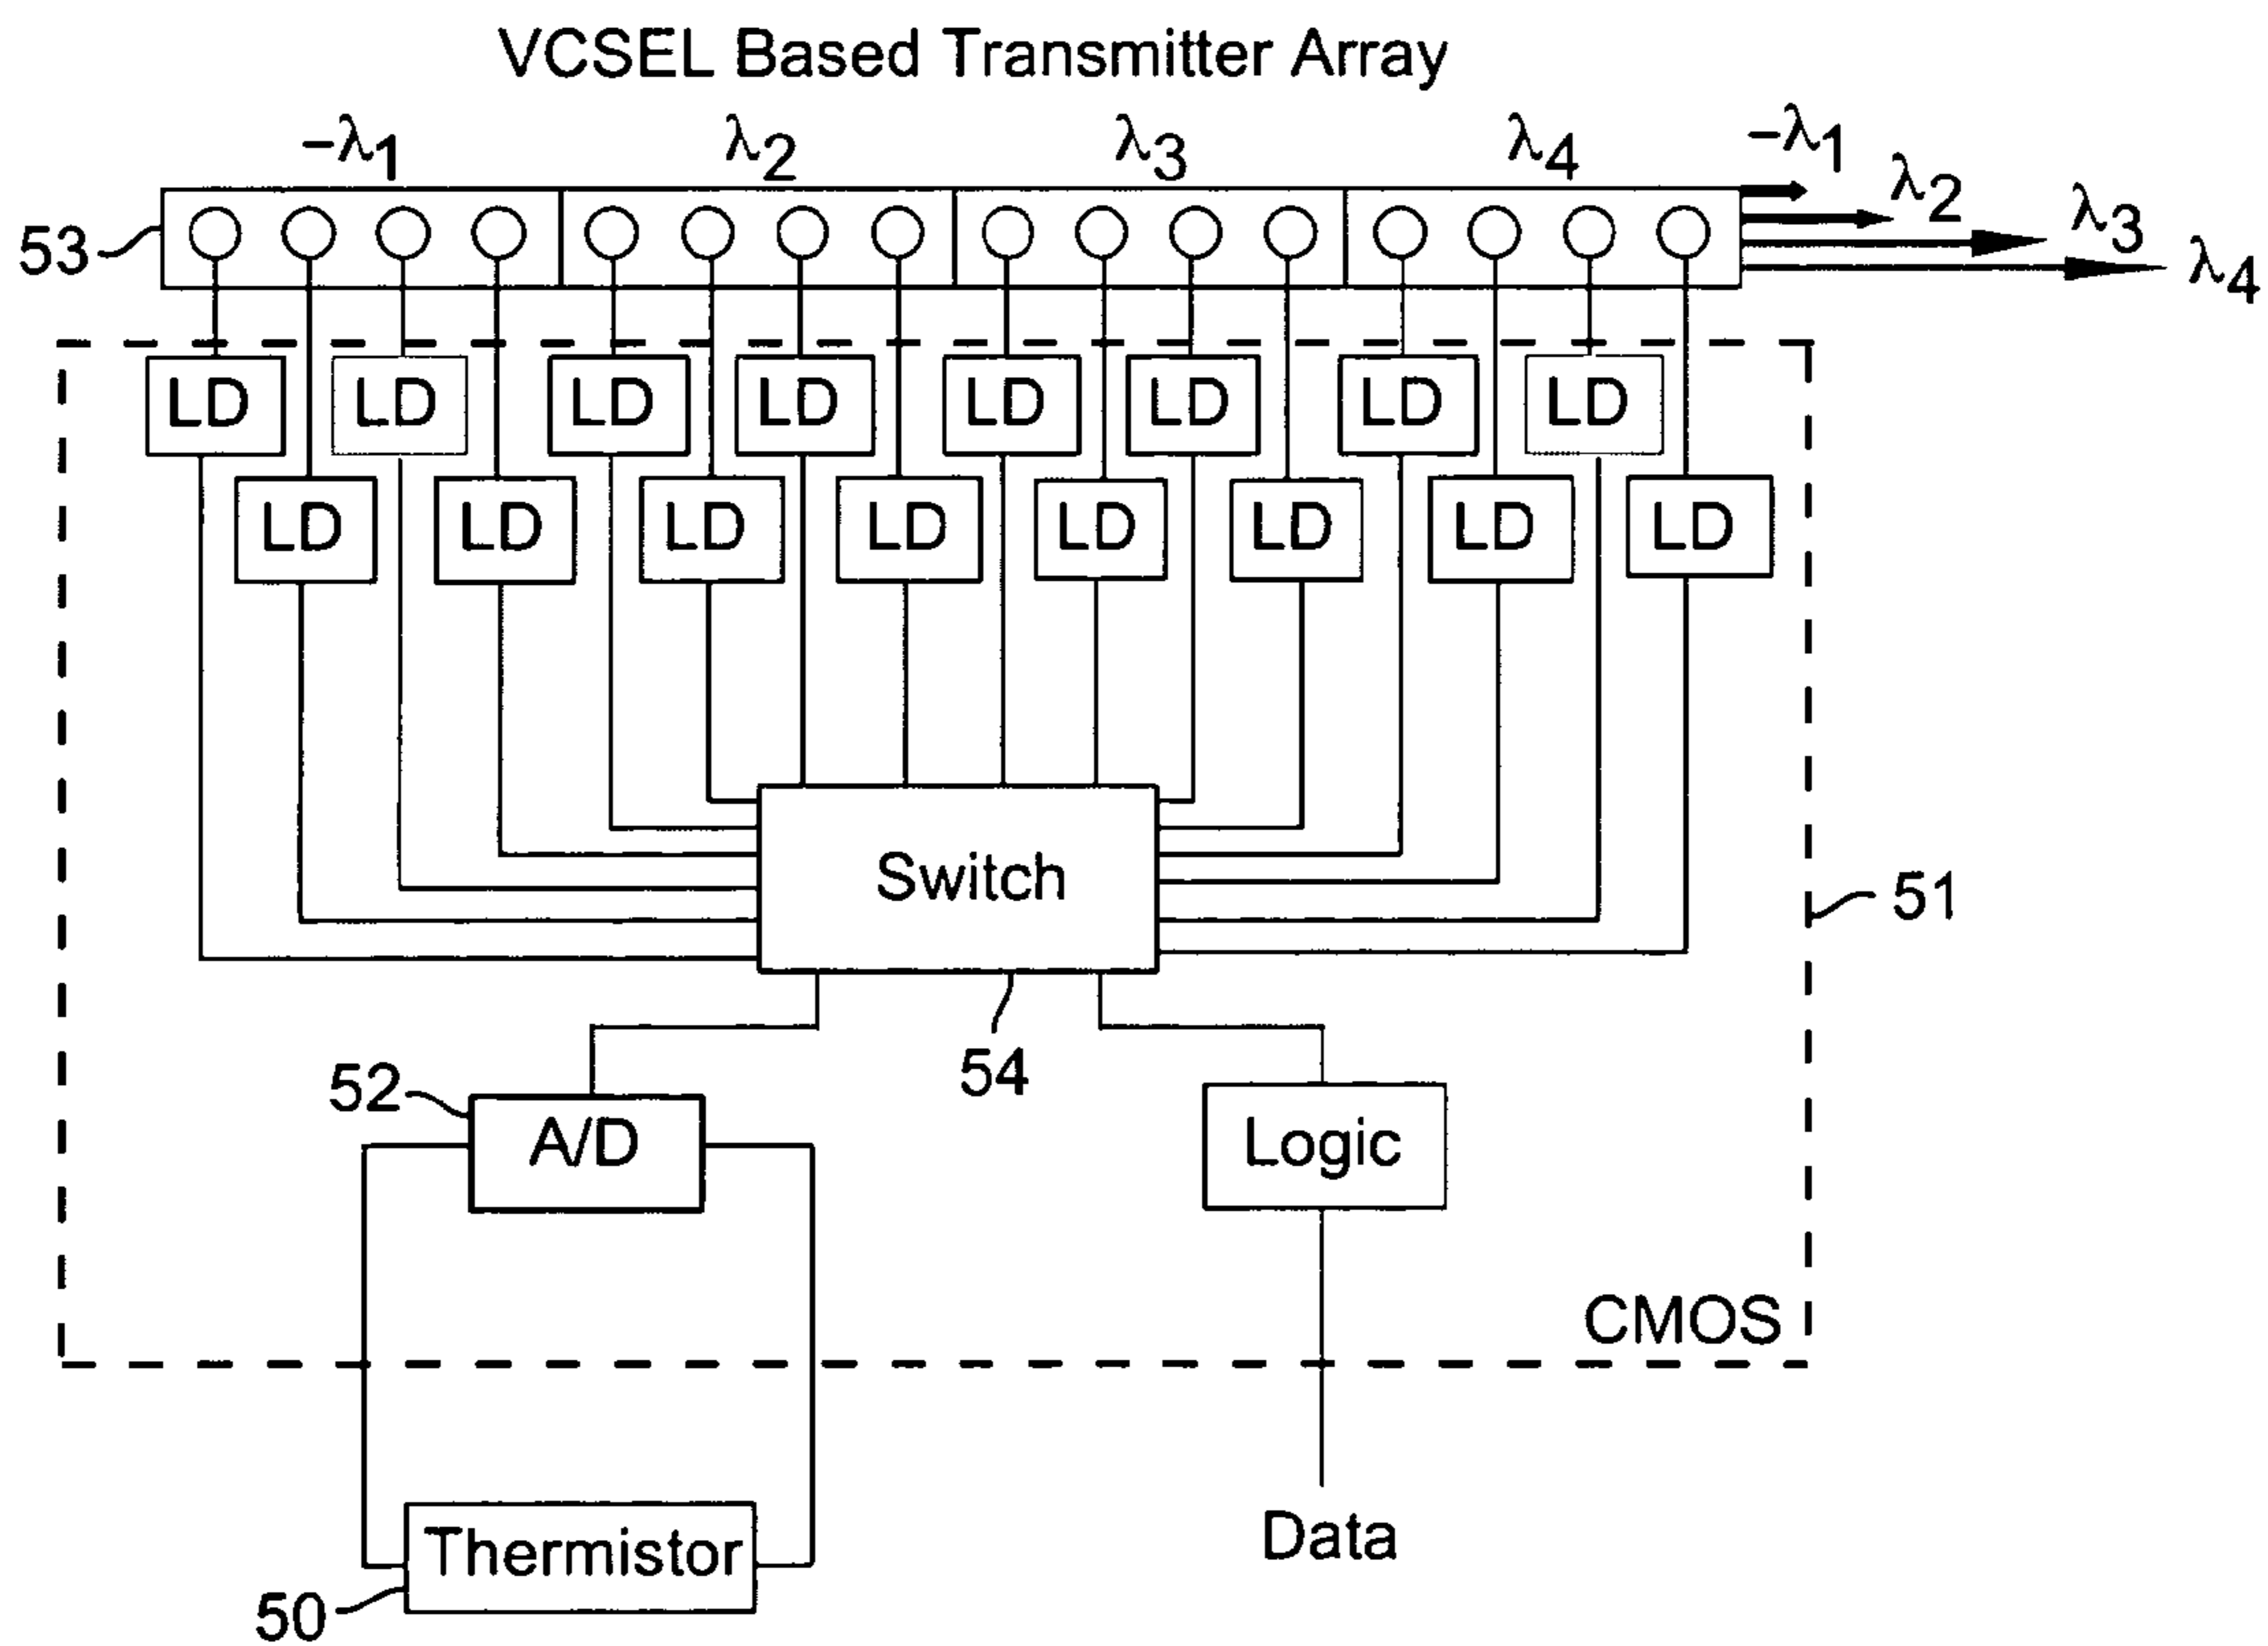 VCSEL Based Transmitter Array
–λ1 λ2 λ3 λ4 –λ1
λ2
λ3
λ4
53
LD LD LD LD LD LD LD LD
LD LD LD LD LD LD LD LD
Switch
51
54
52
A/D
Logic
CMOS
Thermistor
Data
50